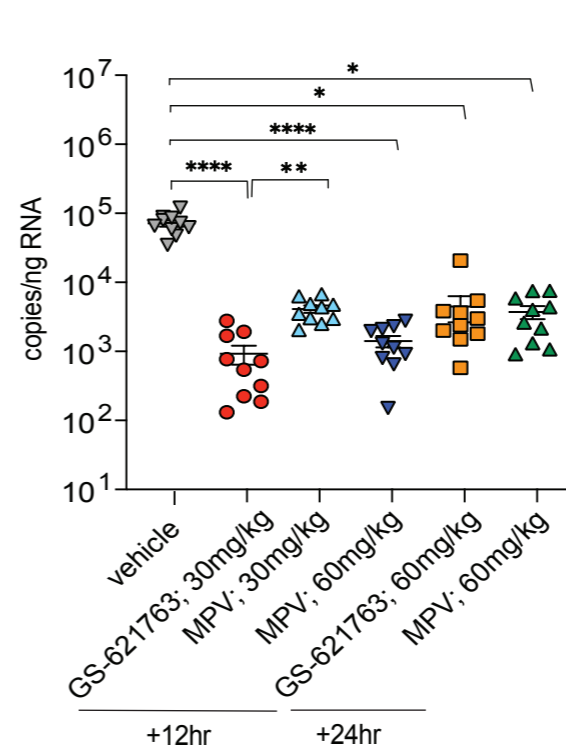 *
*
****
****
**
10^7
10^6
10^5
10^4
10^3
10^2
10^1
copies/ng RNA
vehicle
GS-621763; 30mg/kg
MPV; 30mg/kg
MPV; 60mg/kg
GS-621763; 60mg/kg
MPV; 60mg/kg
+12hr
+24hr